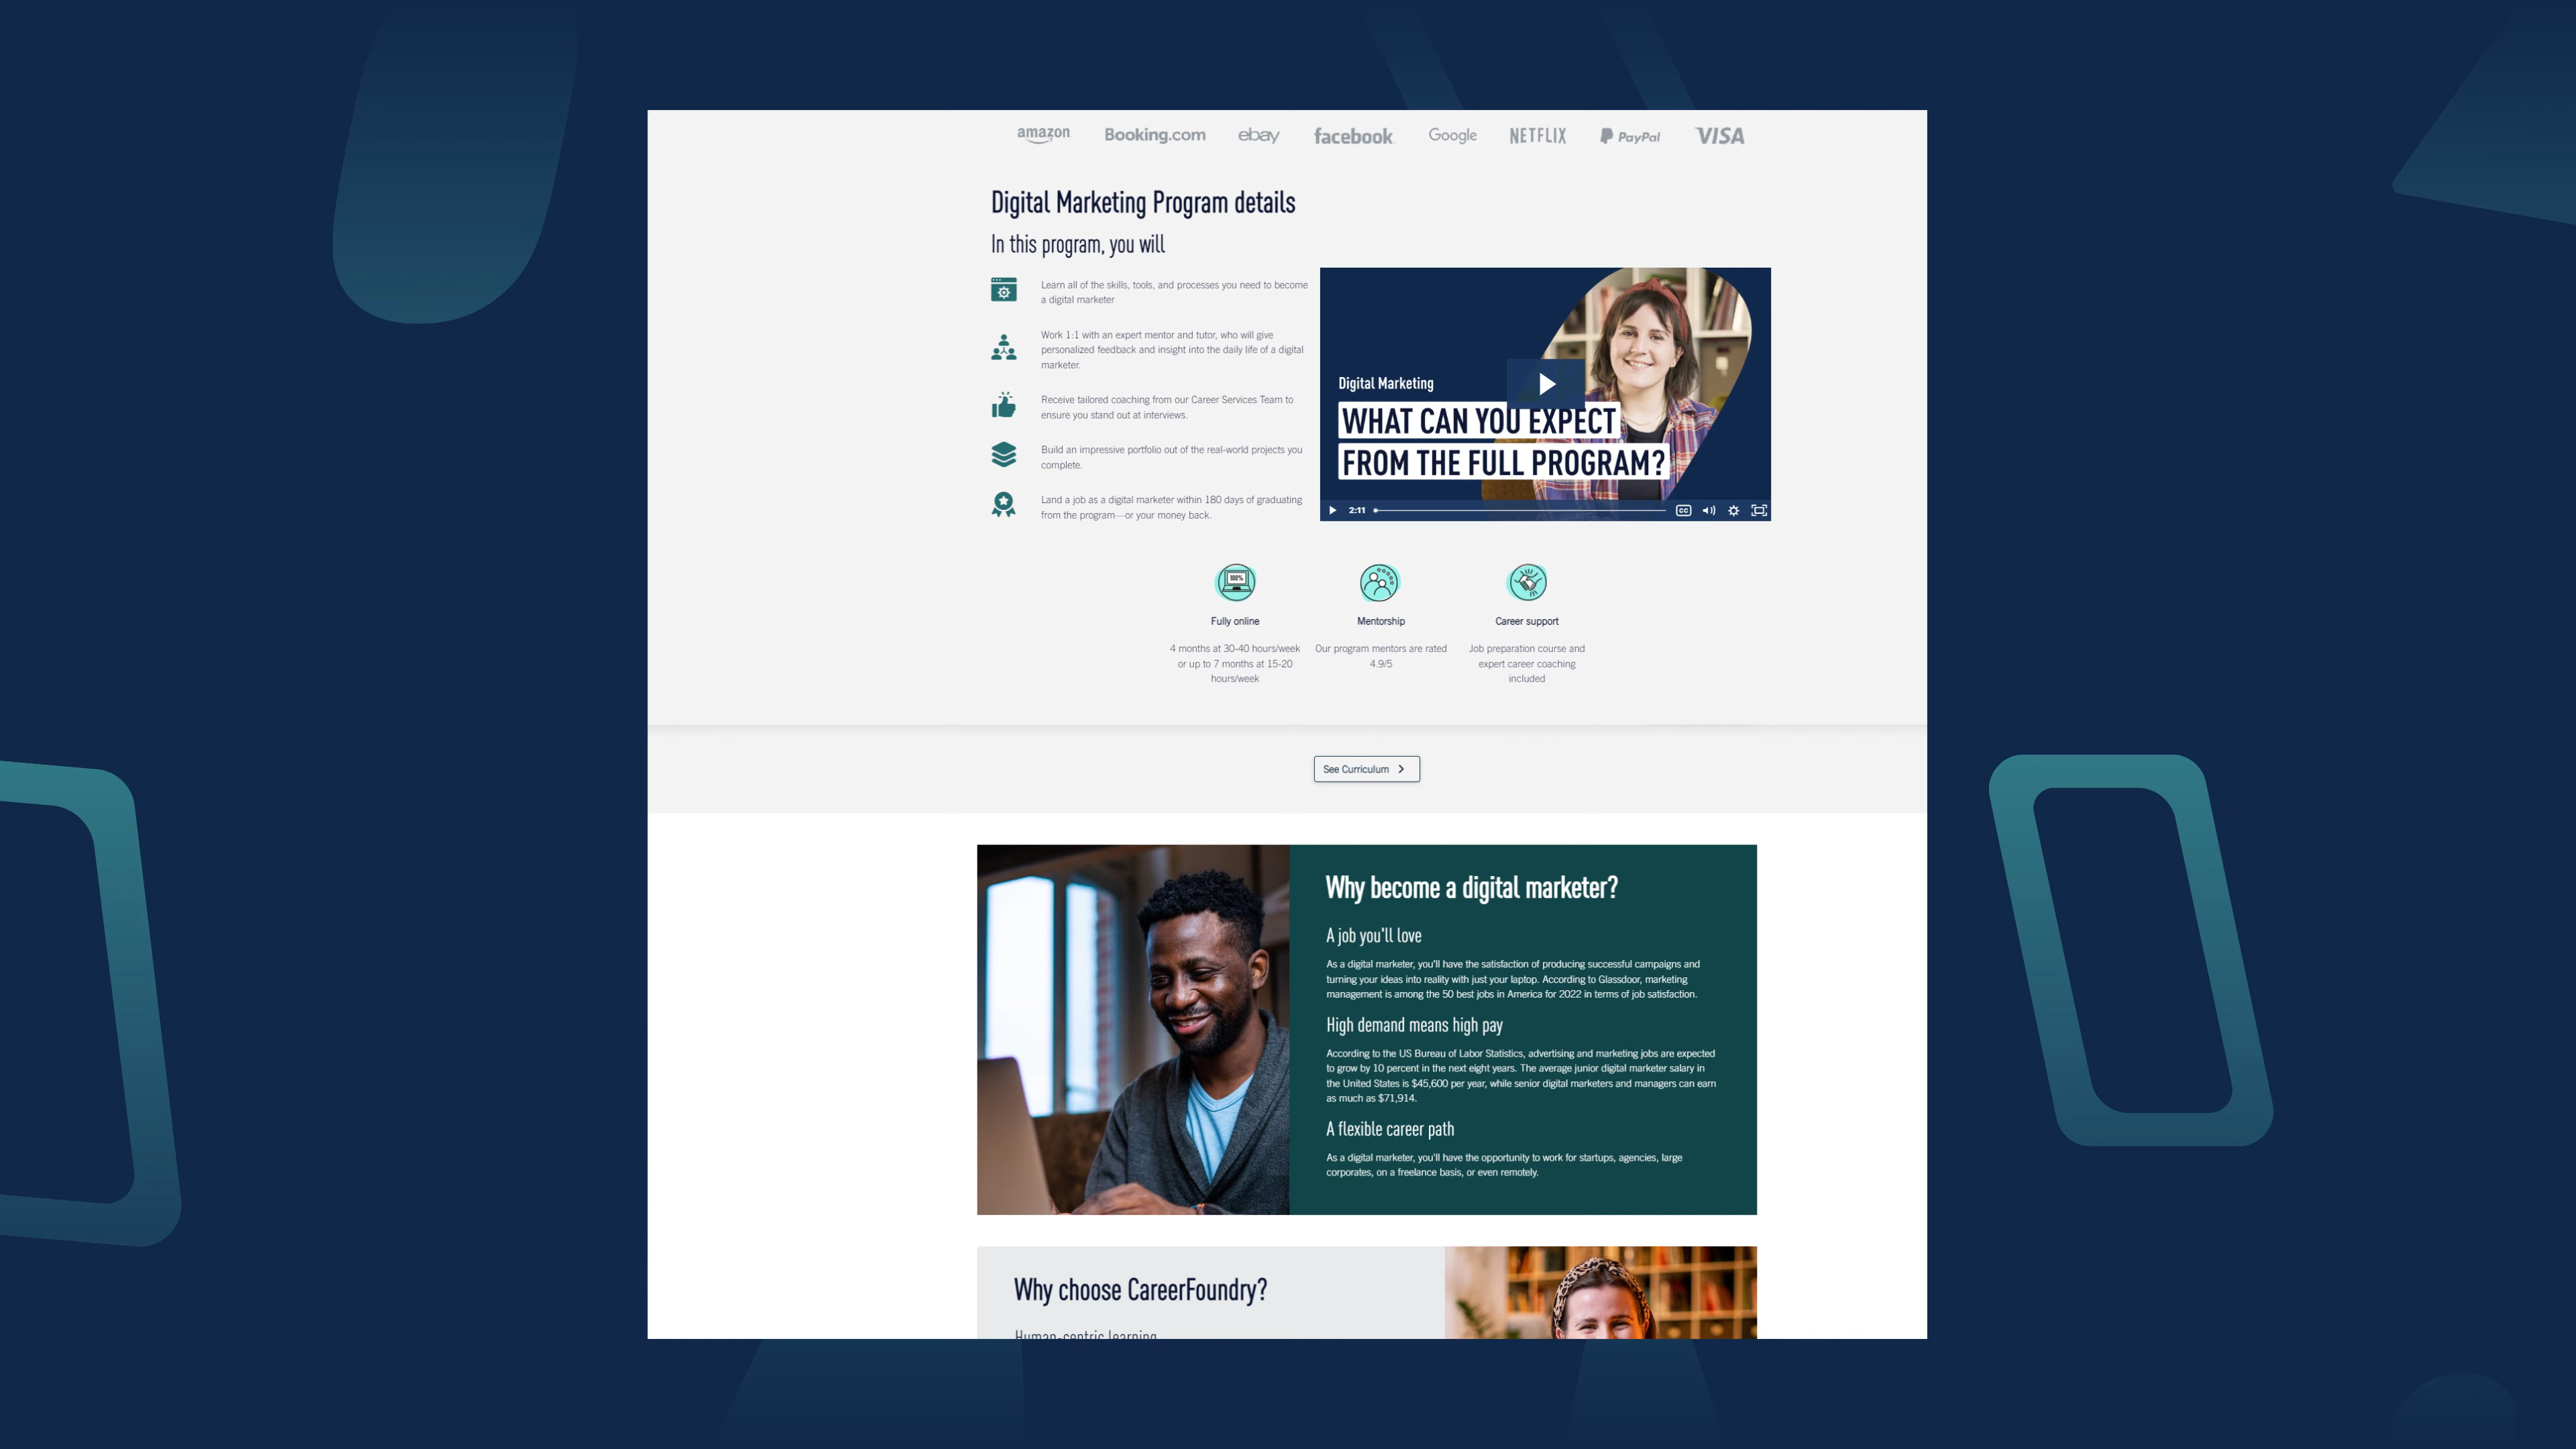 amazon Booking.com ebay facebook Google NETFLIX PayPal VISA
Digital Marketing Program details
In this program, you will
Learn all of the skills, tools, and processes you need to become
a digital marketer
Work 1:1 with an expert mentor and tutor, who will give
personalized feedback and insight into the daily life of a digital
marketer.
Receive tailored coaching from our Career Services Team to
ensure you stand out at interviews.
Build an impressive portfolio out of the real-world projects you
complete.
Land a job as a digital marketer within 180 days of graduating
from the program—or your money back.
Digital Marketing
WHAT CAN YOU EXPECT
FROM THE FULL PROGRAM?
2:11
CC
100%
Fully online
4 months at 30-40 hours/week
or up to 7 months at 15-20
hours/week
Mentorship
Our program mentors are rated
4.9/5
Career support
Job preparation course and
expert career coaching
included
See Curriculum
Why become a digital marketer?
A job you'll love
As a digital marketer, you'll have the satisfaction of producing successful campaigns and
turning your ideas into reality with just your laptop. According to Glassdoor, marketing
management is among the 50 best jobs in America for 2022 in terms of job satisfaction.
High demand means high pay
According to the US Bureau of Labor Statistics, advertising and marketing jobs are expected
to grow by 10 percent in the next eight years. The average junior digital marketer salary in
the United States is $45,600 per year, while senior digital marketers and managers can earn
as much as $71,914.
A flexible career path
As a digital marketer, you'll have the opportunity to work for startups, agencies, large
corporates, on a freelance basis, or even remotely.
Why choose CareerFoundry?
Human-centric learning